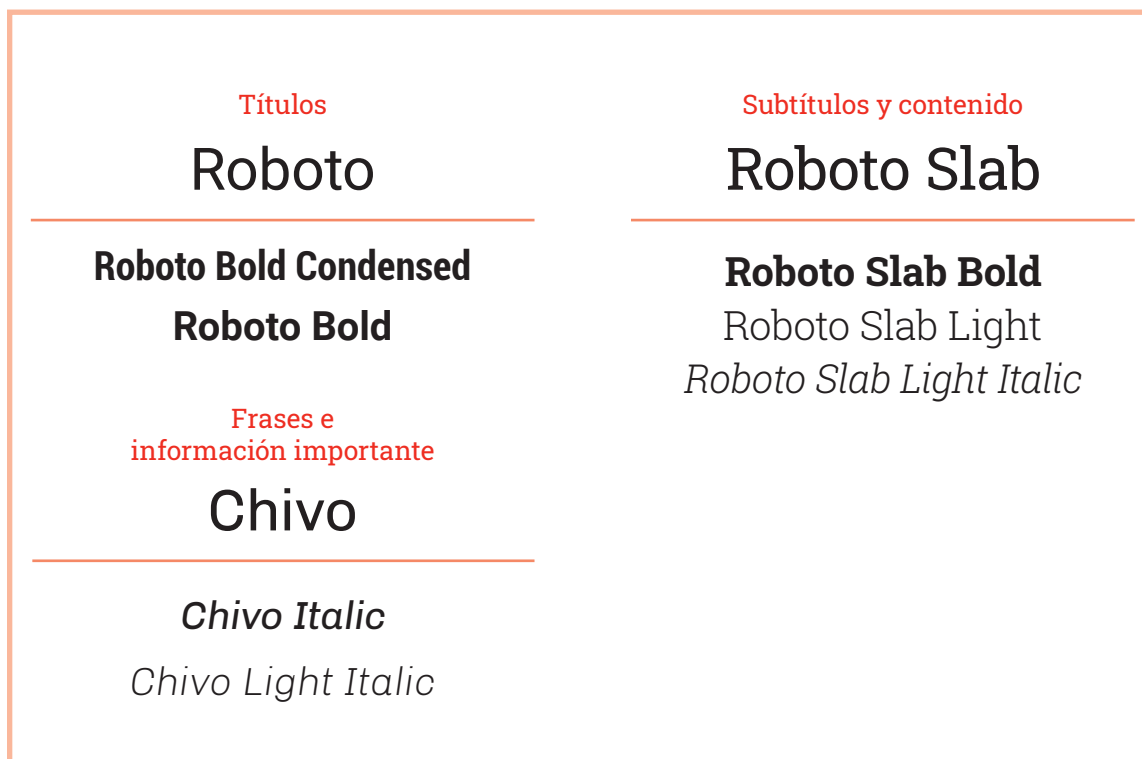 Títulos
Roboto
Roboto Bold Condensed
Roboto Bold
Frases e
información importante
Chivo
Chivo Italic
Chivo Light Italic
Subtítulos y contenido
Roboto Slab
Roboto Slab Bold
Roboto Slab Light
Roboto Slab Light Italic